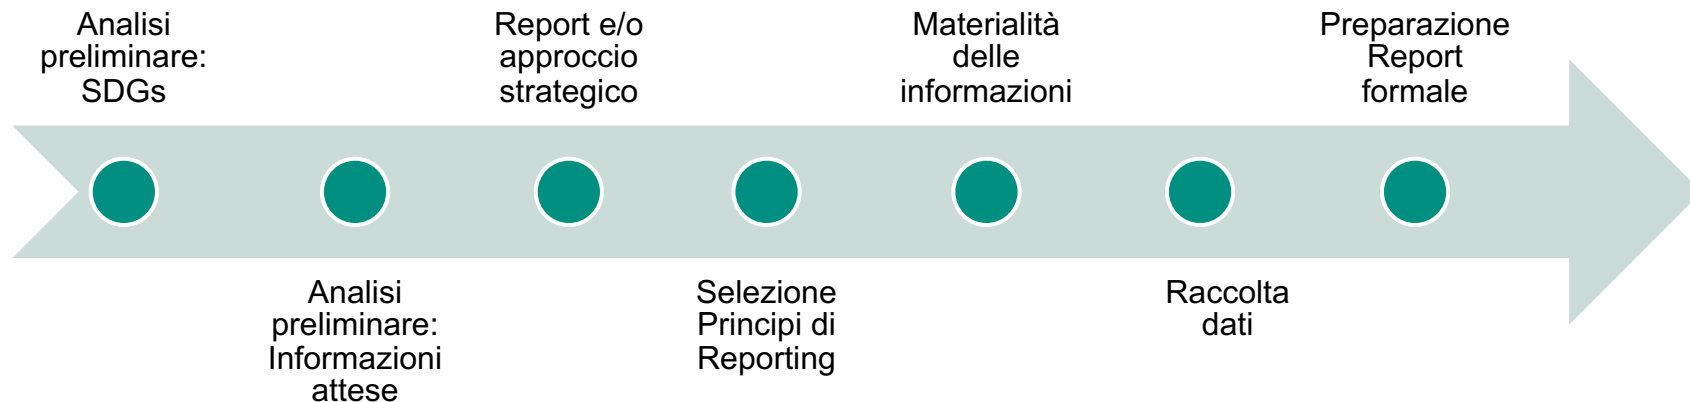 Analisi
preliminare:
SDGs
Analisi
preliminare:
Informazioni
attese
Report e/o
approccio
strategico
Selezione
Principi di
Reporting
Materialità
delle
informazioni
Raccolta
dati
Preparazione
Report
formale